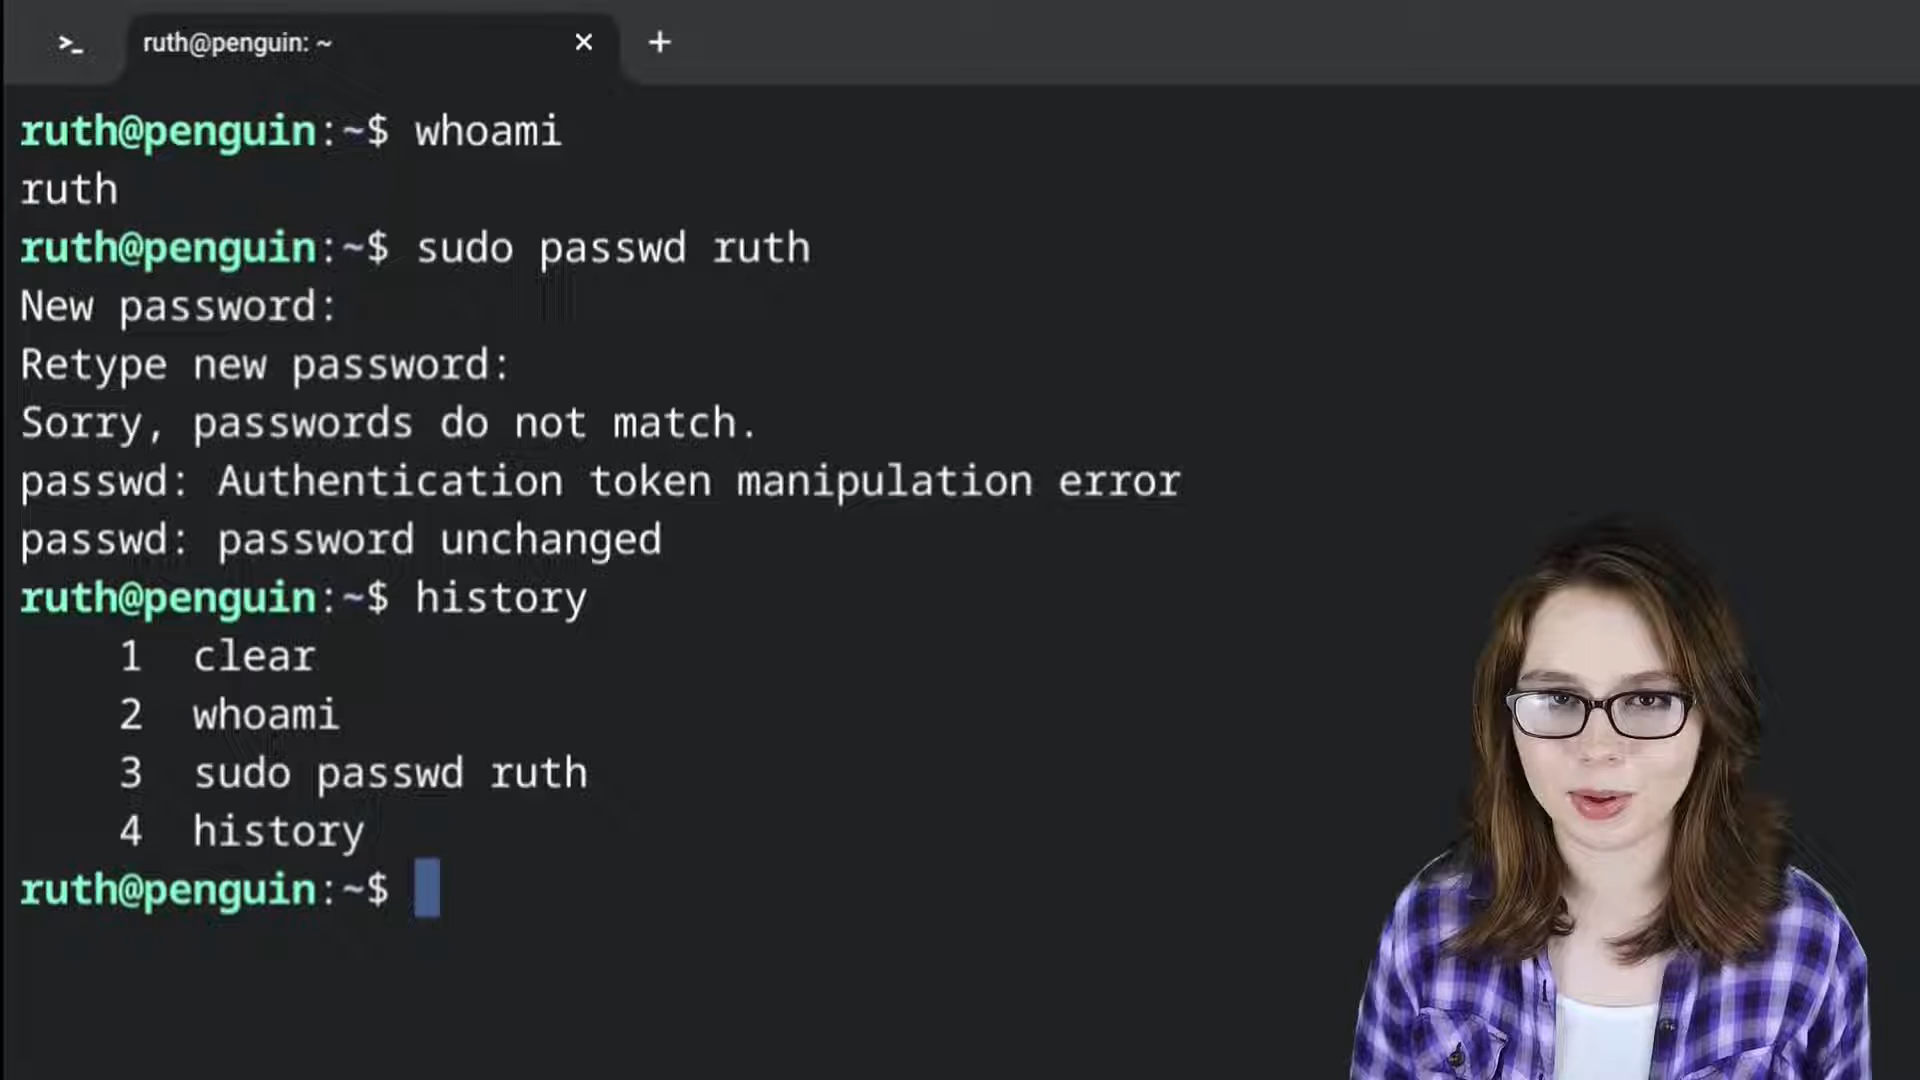 >_ ruth@penguin: ~ × +
ruth@penguin:~$ whoami
ruth
ruth@penguin:~$ sudo passwd ruth
New password:
Retype new password:
Sorry, passwords do not match.
passwd: Authentication token manipulation error
passwd: password unchanged
ruth@penguin:~$ history
1 clear
2 whoami
3 sudo passwd ruth
4 history
ruth@penguin:~$